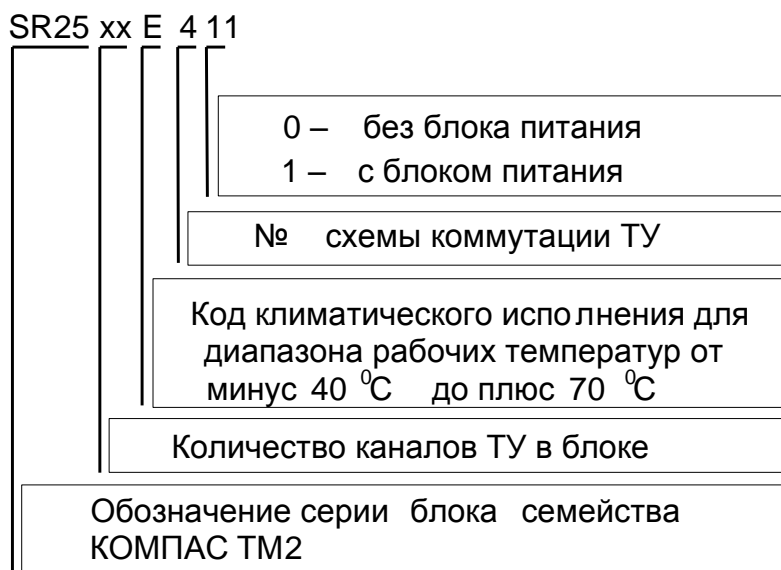 SR25 xx E 4 11
0 – без блока питания
1 – с блоком питания
№ схемы коммутации ТУ
Код климатического исполнения для
диапазона рабочих температур от
минус 40 ⁰С до плюс 70 ⁰С
Количество каналов ТУ в блоке
Обозначение серии блока семейства
КОМПАС ТМ2